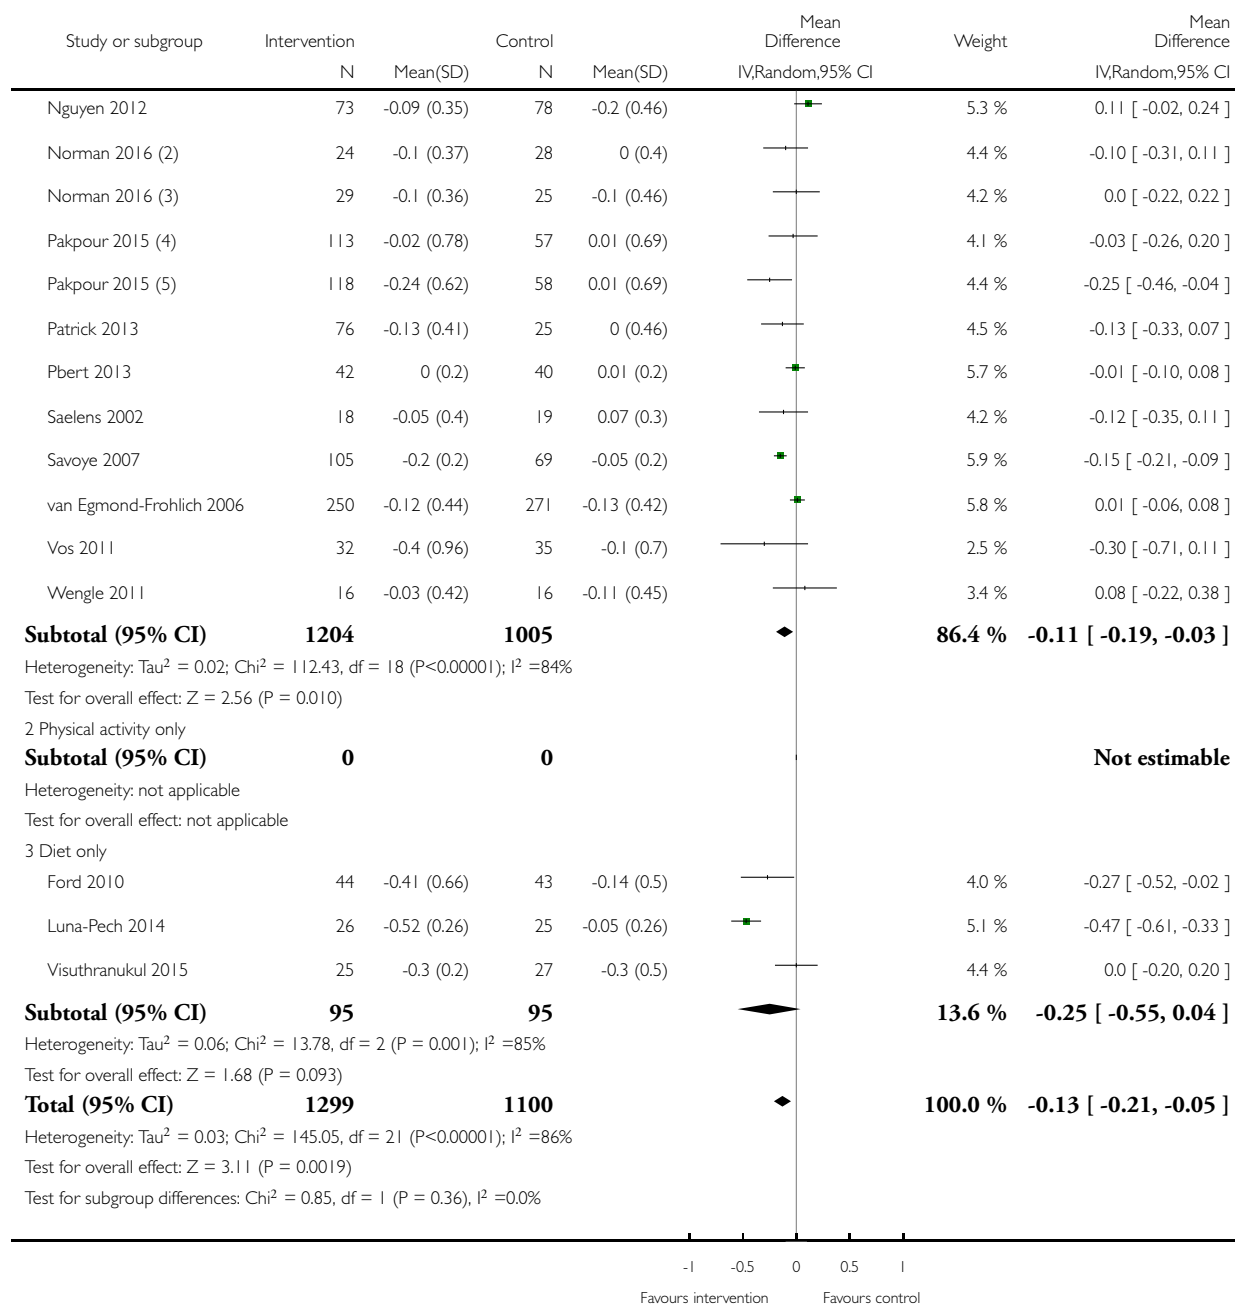 Study or subgroup Intervention Control Mean Difference Weight Mean Difference
N Mean(SD) N Mean(SD) IV,Random,95% CI IV,Random,95% CI
Nguyen 2012 73 -0.09 (0.35) 78 -0.2 (0.46) 5.3 % 0.11 [ -0.02, 0.24 ]
Norman 2016 (2) 24 -0.1 (0.37) 28 0 (0.4) 4.4 % -0.10 [ -0.31, 0.11 ]
Norman 2016 (3) 29 -0.1 (0.36) 25 -0.1 (0.46) 4.2 % 0.0 [ -0.22, 0.22 ]
Pakpour 2015 (4) 113 -0.02 (0.78) 57 0.01 (0.69) 4.1 % -0.03 [ -0.26, 0.20 ]
Pakpour 2015 (5) 118 -0.24 (0.62) 58 0.01 (0.69) 4.4 % -0.25 [ -0.46, -0.04 ]
Patrick 2013 76 -0.13 (0.41) 25 0 (0.46) 4.5 % -0.13 [ -0.33, 0.07 ]
Pbert 2013 42 0 (0.2) 40 0.01 (0.2) 5.7 % -0.01 [ -0.10, 0.08 ]
Saelens 2002 18 -0.05 (0.4) 19 0.07 (0.3) 4.2 % -0.12 [ -0.35, 0.11 ]
Savoye 2007 105 -0.2 (0.2) 69 -0.05 (0.2) 5.9 % -0.15 [ -0.21, -0.09 ]
van Egmond-Frohlich 2006 250 -0.12 (0.44) 271 -0.13 (0.42) 5.8 % 0.01 [ -0.06, 0.08 ]
Vos 2011 32 -0.4 (0.96) 35 -0.1 (0.7) 2.5 % -0.30 [ -0.71, 0.11 ]
Wengle 2011 16 -0.03 (0.42) 16 -0.11 (0.45) 3.4 % 0.08 [ -0.22, 0.38 ]
Subtotal (95% CI) 1204 1005 86.4 % -0.11 [ -0.19, -0.03 ]
Heterogeneity: Tau² = 0.02; Chi² = 112.43, df = 18 (P<0.00001); I² =84%
Test for overall effect: Z = 2.56 (P = 0.010)
2 Physical activity only
Subtotal (95% CI) 0 0 Not estimable
Heterogeneity: not applicable
Test for overall effect: not applicable
3 Diet only
Ford 2010 44 -0.41 (0.66) 43 -0.14 (0.5) 4.0 % -0.27 [ -0.52, -0.02 ]
Luna-Pech 2014 26 -0.52 (0.26) 25 -0.05 (0.26) 5.1 % -0.47 [ -0.61, -0.33 ]
Visuthranukul 2015 25 -0.3 (0.2) 27 -0.3 (0.5) 4.4 % 0.0 [ -0.20, 0.20 ]
Subtotal (95% CI) 95 95 13.6 % -0.25 [ -0.55, 0.04 ]
Heterogeneity: Tau² = 0.06; Chi² = 13.78, df = 2 (P = 0.001); I² =85%
Test for overall effect: Z = 1.68 (P = 0.093)
Total (95% CI) 1299 1100 100.0 % -0.13 [ -0.21, -0.05 ]
Heterogeneity: Tau² = 0.03; Chi² = 145.05, df = 21 (P<0.00001); I² =86%
Test for overall effect: Z = 3.11 (P = 0.0019)
Test for subgroup differences: Chi² = 0.85, df = 1 (P = 0.36), I² =0.0%
-1 -0.5 0 0.5 1
Favours intervention Favours control